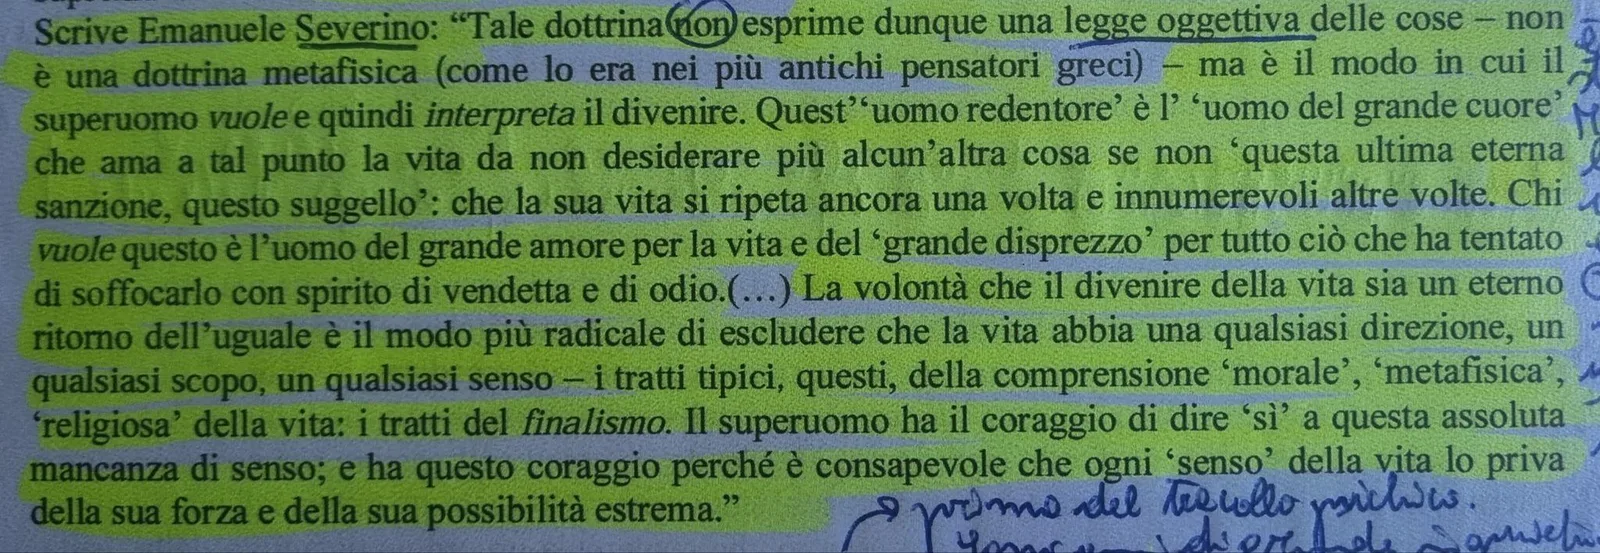 Scrive Emanuele Severino: “Tale dottrina non esprime dunque una legge oggettiva delle cose – non
è una dottrina metafisica (come lo era nei più antichi pensatori greci) – ma è il modo in cui il
superuomo vuole e quindi interpreta il divenire. Quest’‘uomo redentore’ è l’ ‘uomo del grande cuore’
che ama a tal punto la vita da non desiderare più alcun’altra cosa se non ‘questa ultima eterna
sanzione, questo suggello’: che la sua vita si ripeta ancora una volta e innumerevoli altre volte. Chi
vuole questo è l’uomo del grande amore per la vita e del ‘grande disprezzo’ per tutto ciò che ha tentato
di soffocarlo con spirito di vendetta e di odio.(…) La volontà che il divenire della vita sia un eterno
ritorno dell’uguale è il modo più radicale di escludere che la vita abbia una qualsiasi direzione, un
qualsiasi scopo, un qualsiasi senso – i tratti tipici, questi, della comprensione ‘morale’, ‘metafisica’,
‘religiosa’ della vita: i tratti del finalismo. Il superuomo ha il coraggio di dire ‘sì’ a questa assoluta
mancanza di senso; e ha questo coraggio perché è consapevole che ogni ‘senso’ della vita lo priva
della sua forza e della sua possibilità estrema.”
primo del tracollo psichico.